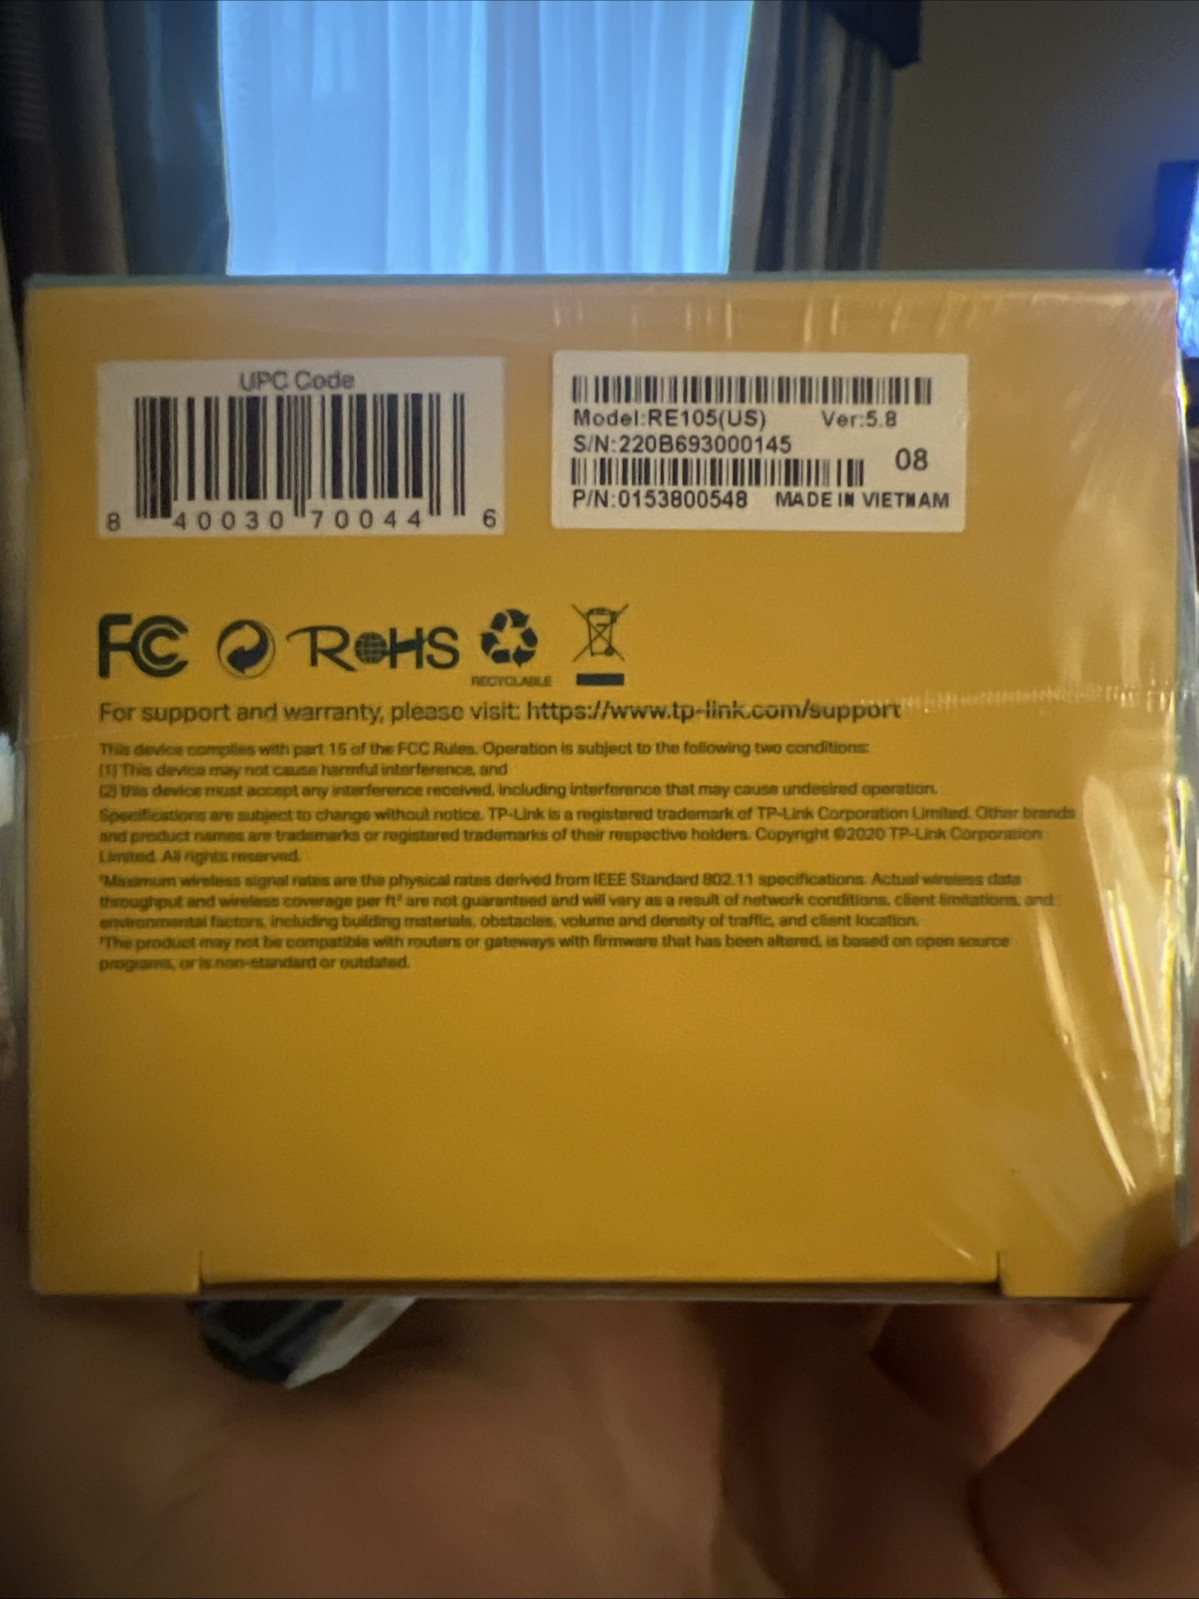 UPC Code
8 40030 70044 6
Model:RE105(US) Ver:5.8
S/N:220B693000145
08
P/N:0153800548 MADE IN VIETNAM
FC RoHS
RECYCLABLE
For support and warranty, please visit: https://www.tp-link.com/support
This device complies with part 15 of the FCC Rules. Operation is subject to the following two conditions:
(1) This device may not cause harmful interference, and
(2) this device must accept any interference received, including interference that may cause undesired operation.
Specifications are subject to change without notice. TP-Link is a registered trademark of TP-Link Corporation Limited. Other brands
and product names are trademarks or registered trademarks of their respective holders. Copyright ©2020 TP-Link Corporation
Limited. All rights reserved.
¹Maximum wireless signal rates are the physical rates derived from IEEE Standard 802.11 specifications. Actual wireless data
throughput and wireless coverage per ft² are not guaranteed and will vary as a result of network conditions, client limitations, and
environmental factors, including building materials, obstacles, volume and density of traffic, and client location.
²The product may not be compatible with routers or gateways with firmware that has been altered, is based on open source
programs, or is non-standard or outdated.